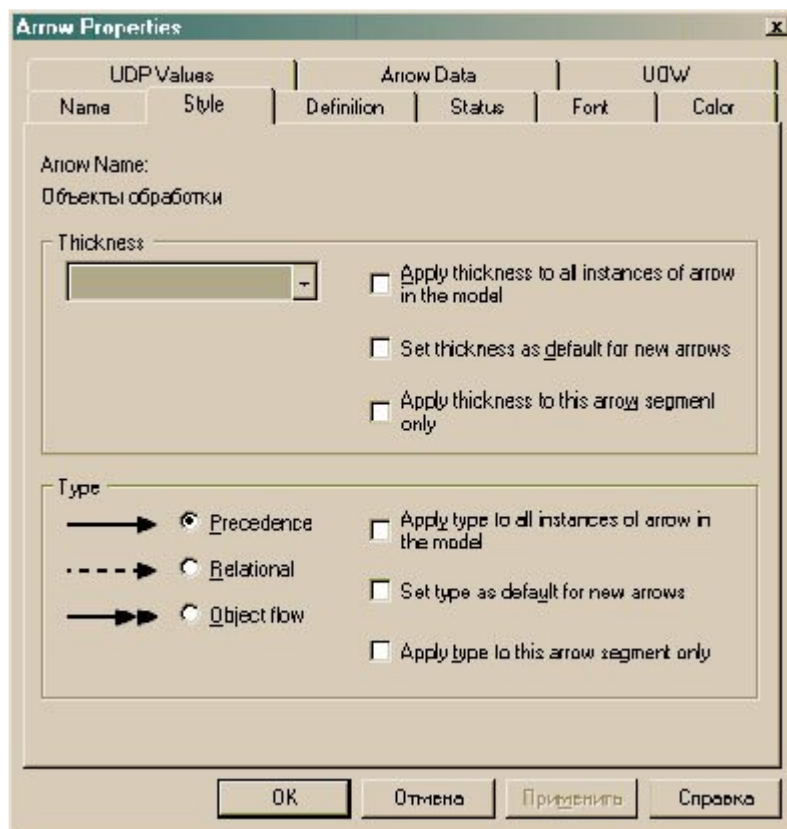 Arrow Properties
UDP Values Arrow Data UOW
Name Style Definition Status Font Color
Arrow Name:
Объекты обработки
Thickness
Apply thickness to all instances of arrow
in the model
Set thickness as default for new arrows
Apply thickness to this arrow segment
only
Type
Precedence
Relational
Object flow
Apply type to all instances of arrow in
the model
Set type as default for new arrows
Apply type to this arrow segment only
OK Отмена Применить Справка